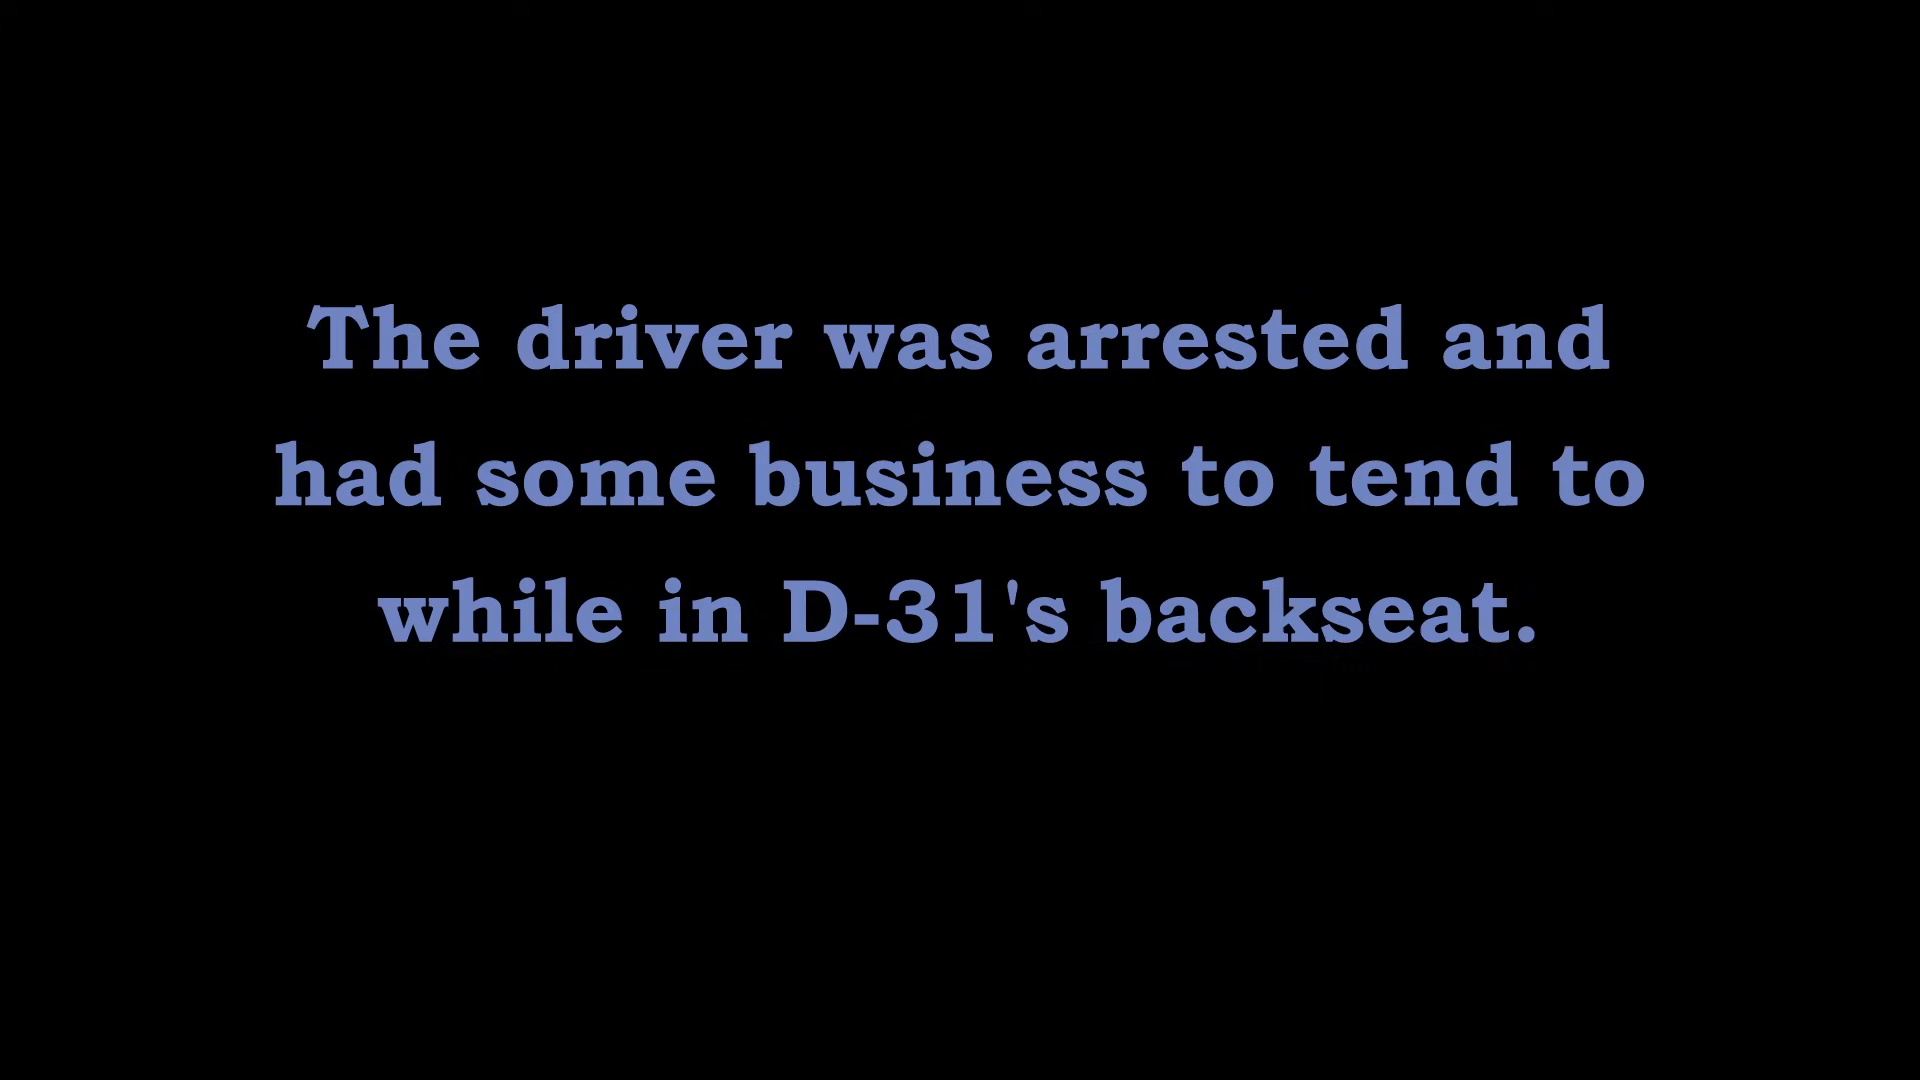 The driver was arrested and
had some business to tend to
while in D-31's backseat.